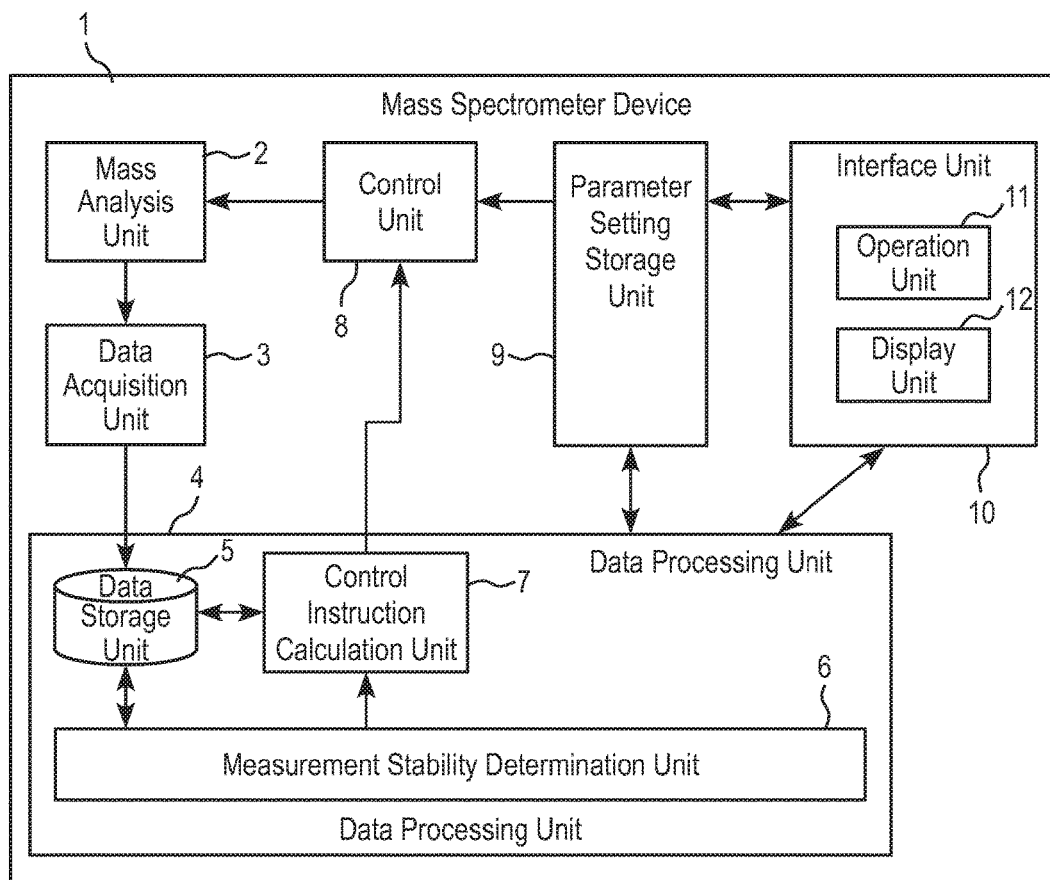 1
Mass Spectrometer Device
Mass
Analysis
Unit
2
Control
Unit
8
Parameter
Setting
Storage
Unit
9
Interface Unit
11
Operation
Unit
12
Display
Unit
10
Data
Acquisition
Unit
3
4
Data Processing Unit
Data
Storage
Unit
5
Control
Instruction
Calculation Unit
7
6
Measurement Stability Determination Unit
Data Processing Unit